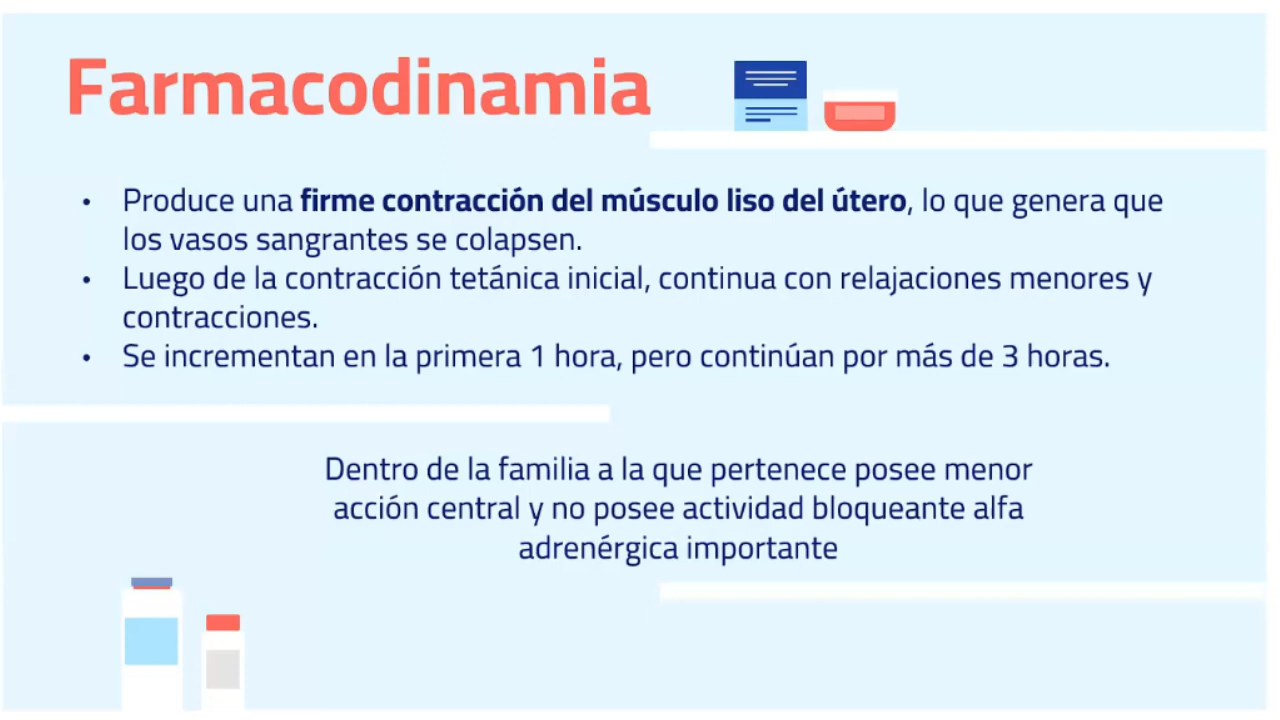 Farmacodinamia
• Produce una firme contracción del músculo liso del útero, lo que genera que
los vasos sangrantes se colapsen.
• Luego de la contracción tetánica inicial, continua con relajaciones menores y
contracciones.
• Se incrementan en la primera 1 hora, pero continúan por más de 3 horas.
Dentro de la familia a la que pertenece posee menor
acción central y no posee actividad bloqueante alfa
adrenérgica importante